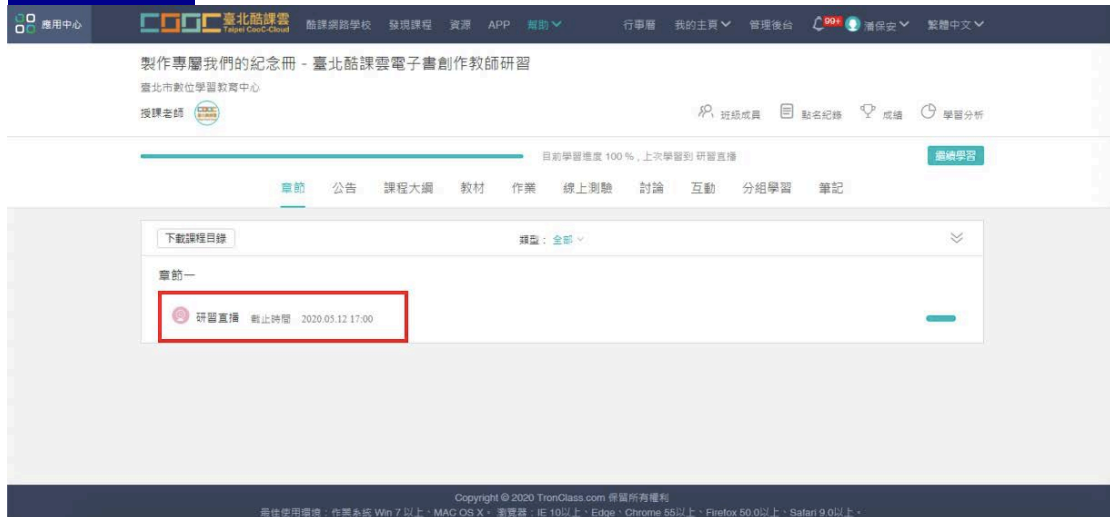 應用中心 COOC 臺北酷課雲 Taipei CooC-Cloud 酷課網路學校 發現課程 資源 APP 幫助 行事曆 我的主頁 管理後台 99+ 潘保安 繁體中文
製作專屬我們的紀念冊 - 臺北酷課雲電子書創作教師研習
臺北市數位學習教育中心
授課老師 班級成員 點名紀錄 成績 學習分析
目前學習進度 100 % , 上次學習到 研習直播 繼續學習
章節 公告 課程大綱 教材 作業 線上測驗 討論 互動 分組學習 筆記
下載課程目錄 類型: 全部
章節一
研習直播 截止時間 2020.05.12 17:00
Copyright © 2020 TronClass.com 保留所有權利
最佳使用環境:作業系統 Win 7 以上、MAC OS X。 瀏覽器:IE 10以上、Edge、Chrome 55以上、Firefox 50.0以上、Safari 9.0以上。